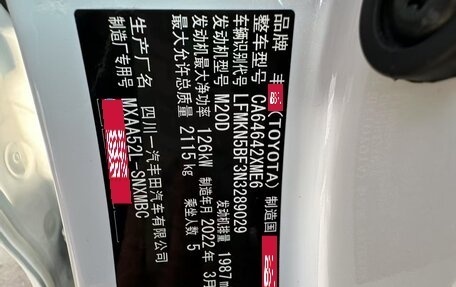 品牌 丰田(TOYOTA) 制造国
整车型号 CA64642XME6
车辆识别代号 LFMKN5BF3N3289029
发动机型号 M20D 发动机排量 1987m
发动机最大净功率 126kW 制造年月 2022年3月
最大允许总质量 2115kg 乘坐人数 5
生产厂名 四川一汽丰田汽车有限公司
制造厂专用号 MXAA52L-SNXMBC